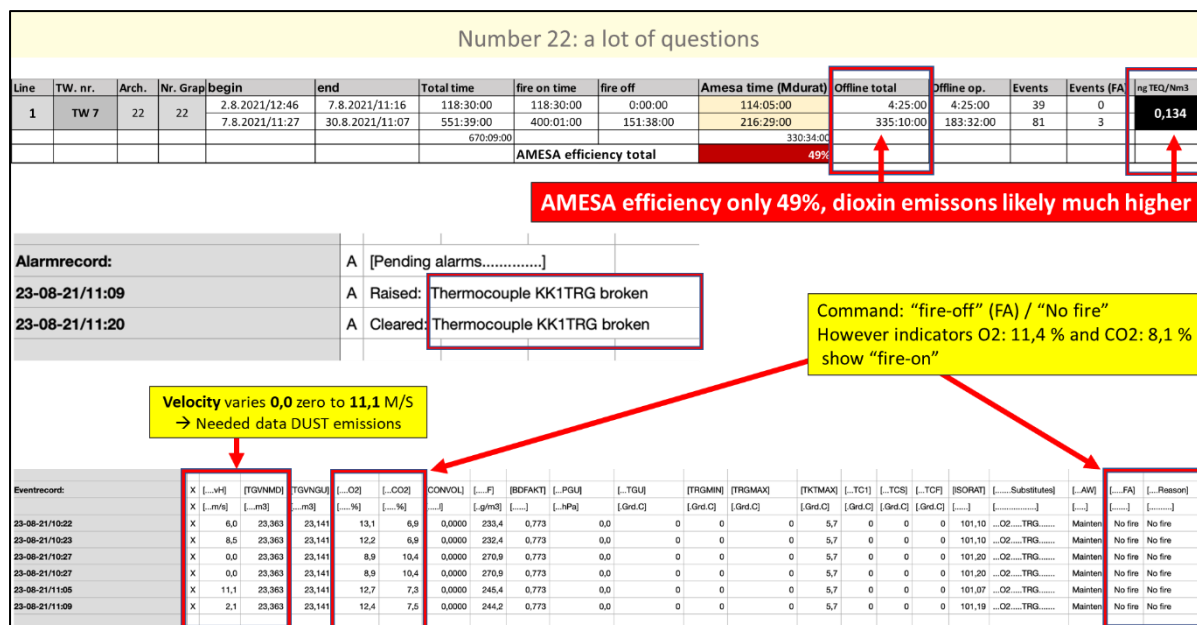 Number 22: a lot of questions
Line TW. nr. Arch. Nr. Grap begin end Total time fire on time fire off Amesa time (Mdurat) Offline total Offline op. Events Events (FA) ng TEQ/Nm3
1 TW 7 22 22 2.8.2021/12:46 7.8.2021/11:16 118:30:00 118:30:00 0:00:00 114:05:00 4:25:00 4:25:00 39 0 0,134
7.8.2021/11:27 30.8.2021/11:07 551:39:00 400:01:00 151:38:00 216:29:00 335:10:00 183:32:00 81 3
670:09:00 330:34:00
AMESA efficiency total 49%
AMESA efficiency only 49%, dioxin emissons likely much higher
Alarmrecord: A [Pending alarms..............]
23-08-21/11:09 A Raised: Thermocouple KK1TRG broken
23-08-21/11:20 A Cleared: Thermocouple KK1TRG broken
Command: “fire-off” (FA) / “No fire”
However indicators O2: 11,4 % and CO2: 8,1 %
show “fire-on”
Velocity varies 0,0 zero to 11,1 M/S
→ Needed data DUST emissions
Eventrecord: X [....vH] [TGVNMD] [TGVNGU] [....O2] [...CO2] CONVOL] [....F] [BDFAKT] [...PGU] [...TGU] [TRGMIN] [TRGMAX] [TKTMAX] [..TC1] [...TCS] [...TCF] [ISORAT] [.......Substitutes] [...AW] [.....FA] [...Reason]
X [...m/s] [....m3] [....m3] [.....%] [.....%] [..g/m3] [......] [...hPa] [.Grd.C] [.Grd.C] [.Grd.C] [.Grd.C] [.Grd.C] [.Grd.C] [.Grd.C] [......] [.................] [.....] [......] [.........]
23-08-21/10:22 X 6,0 23,363 23,141 13,1 6,9 0,0000 233,4 0,773 0,0 0 0 0 5,7 0 0 0 101,10 ...O2.....TRG....... Mainten No fire No fire
23-08-21/10:23 X 8,5 23,363 23,141 12,2 6,9 0,0000 232,4 0,773 0,0 0 0 0 5,7 0 0 0 101,10 ...O2.....TRG....... Mainten No fire No fire
23-08-21/10:27 X 0,0 23,363 23,141 8,9 10,4 0,0000 270,9 0,773 0,0 0 0 0 5,7 0 0 0 101,20 ...O2.....TRG....... Mainten No fire No fire
23-08-21/10:27 X 0,0 23,363 23,141 8,9 10,4 0,0000 270,9 0,773 0,0 0 0 0 5,7 0 0 0 101,20 ...O2.....TRG....... Mainten No fire No fire
23-08-21/11:05 X 11,1 23,363 23,141 12,7 7,3 0,0000 245,4 0,773 0,0 0 0 0 5,7 0 0 0 101,07 ...O2.....TRG....... Mainten No fire No fire
23-08-21/11:09 X 2,1 23,363 23,141 12,4 7,5 0,0000 244,2 0,773 0,0 0 0 0 5,7 0 0 0 101,19 ...O2.....TRG....... Mainten No fire No fire